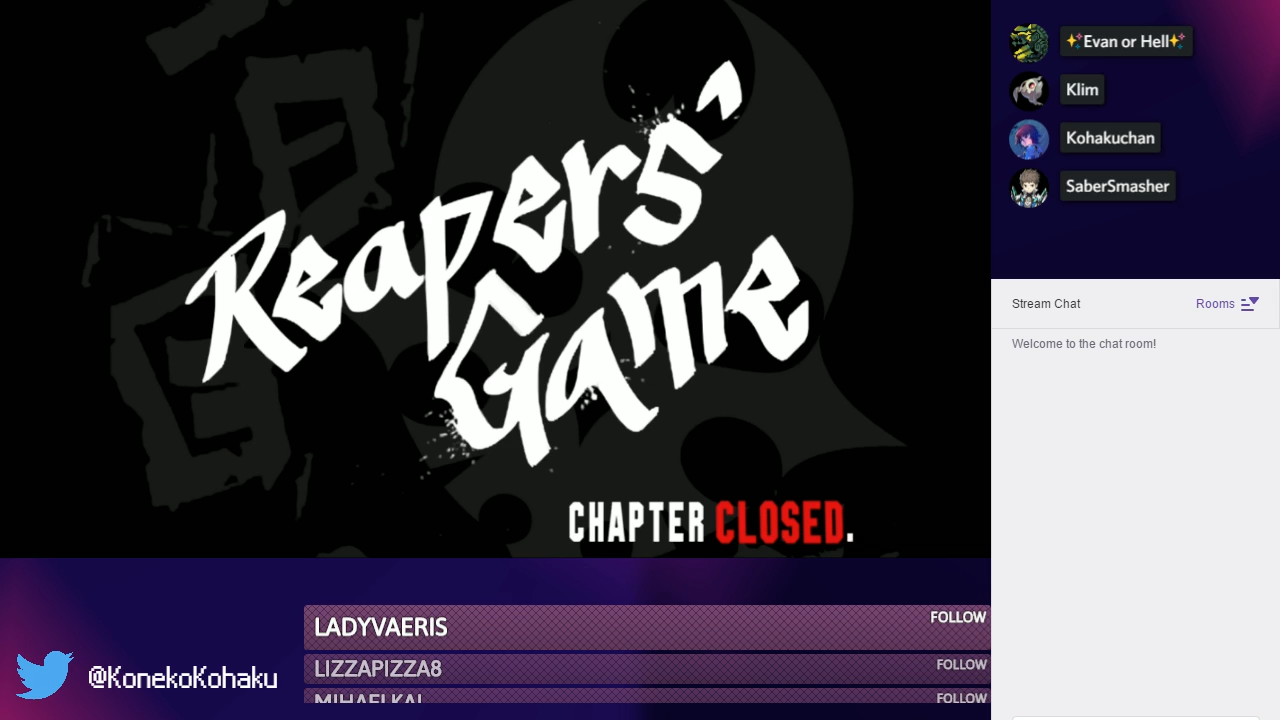 Reapers'
Game
CHAPTER CLOSED.
✨Evan or Hell✨
Klim
Kohakuchan
SaberSmasher
Stream Chat
Rooms
Welcome to the chat room!
LADYVAERIS
FOLLOW
LIZZAPIZZA8
FOLLOW
MIHAELKAI
FOLLOW
@KonekoKohaku